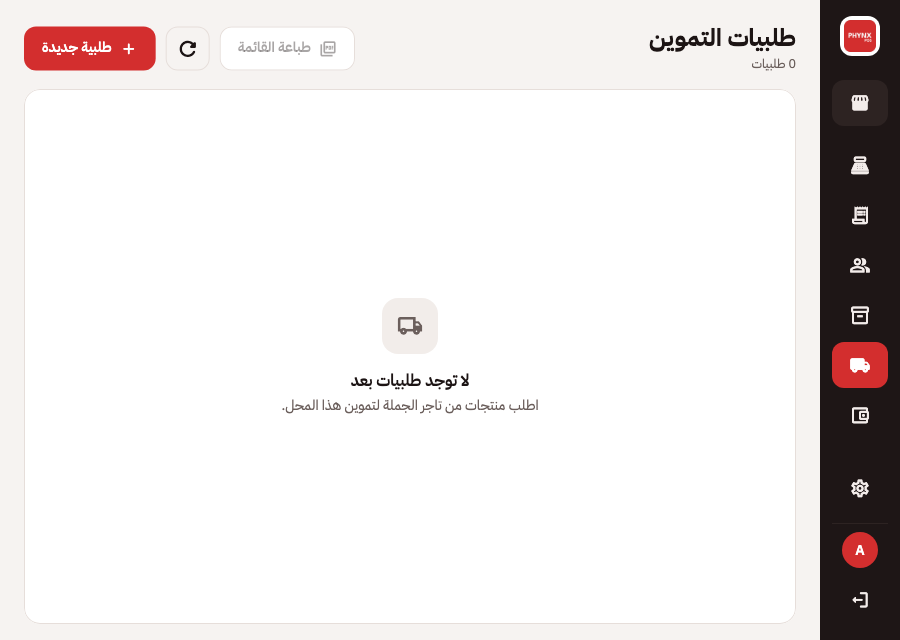 PHYNX
POS
طلبيات التموين
0 طلبيات
طباعة القائمة
PDF
طلبية جديدة
لا توجد طلبيات بعد
اطلب منتجات من تاجر الجملة لتموين هذا المحل.
A